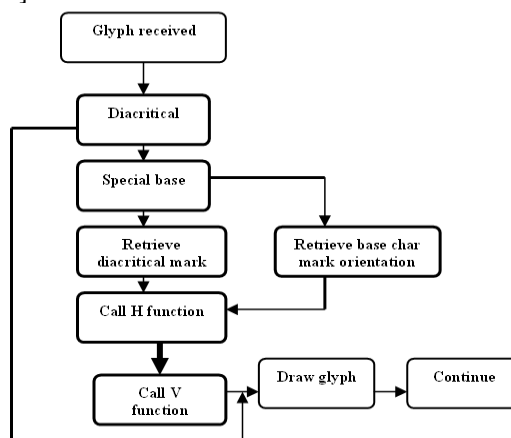 Glyph received
Diacritical
Special base
Retrieve
diacritical mark
Retrieve base char
mark orientation
Call H function
Call V
function
Draw glyph
Continue